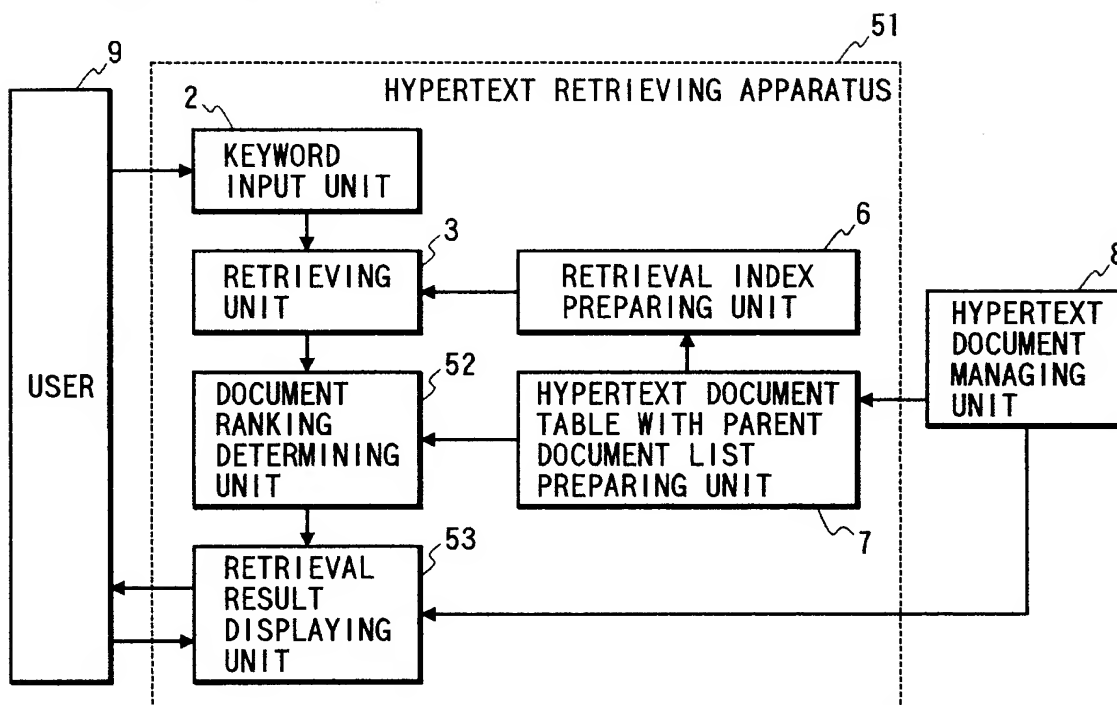 9
51
HYPERTEXT RETRIEVING APPARATUS
2
KEYWORD
INPUT UNIT
3
RETRIEVING
UNIT
6
RETRIEVAL INDEX
PREPARING UNIT
8
HYPERTEXT
DOCUMENT
MANAGING
UNIT
USER
52
DOCUMENT
RANKING
DETERMINING
UNIT
HYPERTEXT DOCUMENT
TABLE WITH PARENT
DOCUMENT LIST
PREPARING UNIT
7
53
RETRIEVAL
RESULT
DISPLAYING
UNIT